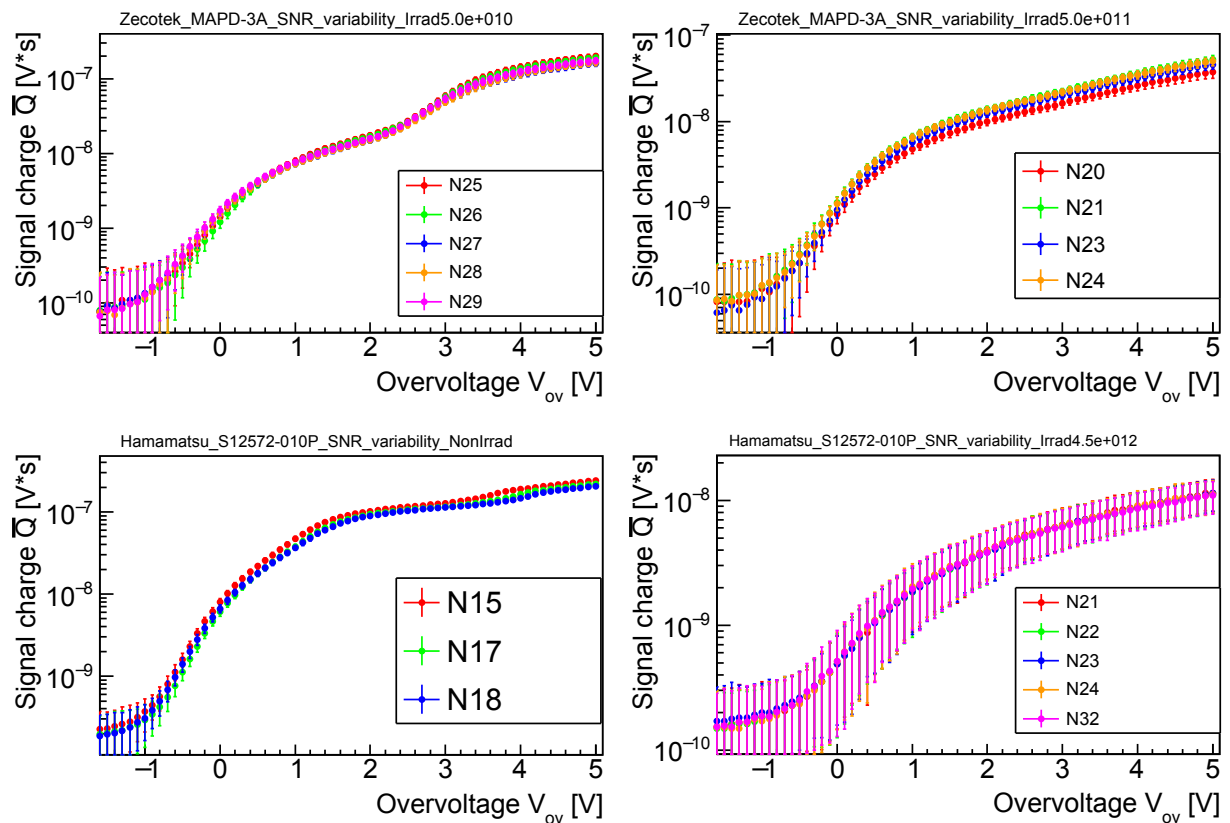 Zecotek_MAPD-3A_SNR_variability_Irrad5.0e+010
Signal charge Q̅ [V*s]
10⁻⁷
10⁻⁸
10⁻⁹
10⁻¹⁰
N25
N26
N27
N28
N29
−1 0 1 2 3 4 5
Overvoltage V_ov [V]
Zecotek_MAPD-3A_SNR_variability_Irrad5.0e+011
Signal charge Q̅ [V*s]
10⁻⁷
10⁻⁸
10⁻⁹
10⁻¹⁰
N20
N21
N23
N24
−1 0 1 2 3 4 5
Overvoltage V_ov [V]
Hamamatsu_S12572-010P_SNR_variability_NonIrrad
Signal charge Q̅ [V*s]
10⁻⁷
10⁻⁸
10⁻⁹
N15
N17
N18
−1 0 1 2 3 4 5
Overvoltage V_ov [V]
Hamamatsu_S12572-010P_SNR_variability_Irrad4.5e+012
Signal charge Q̅ [V*s]
10⁻⁸
10⁻⁹
10⁻¹⁰
N21
N22
N23
N24
N32
−1 0 1 2 3 4 5
Overvoltage V_ov [V]